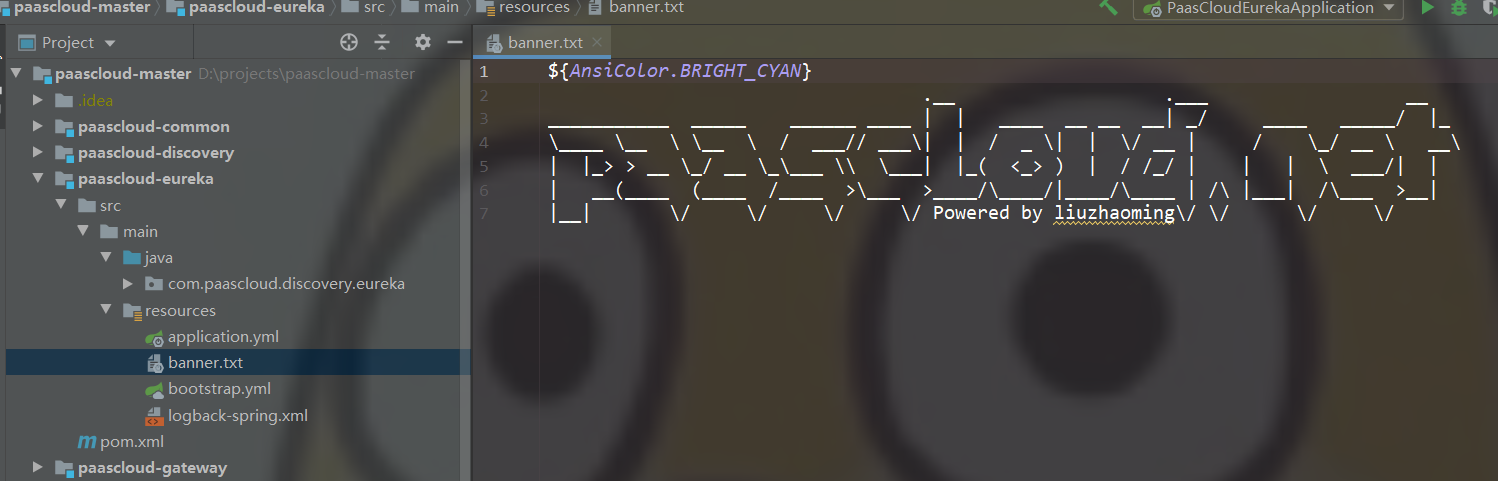 paascloud-master paascloud-eureka src main resources banner.txt PaasCloudEurekaApplication
Project banner.txt
paascloud-master D:\projects\paascloud-master
.idea
paascloud-common
paascloud-discovery
paascloud-eureka
src
main
java
com.paascloud.discovery.eureka
resources
application.yml
banner.txt
bootstrap.yml
logback-spring.xml
pom.xml
paascloud-gateway
1 ${AnsiColor.BRIGHT_CYAN}
2
3
4
5
6
7 Powered by liuzhaoming
paascloud.net